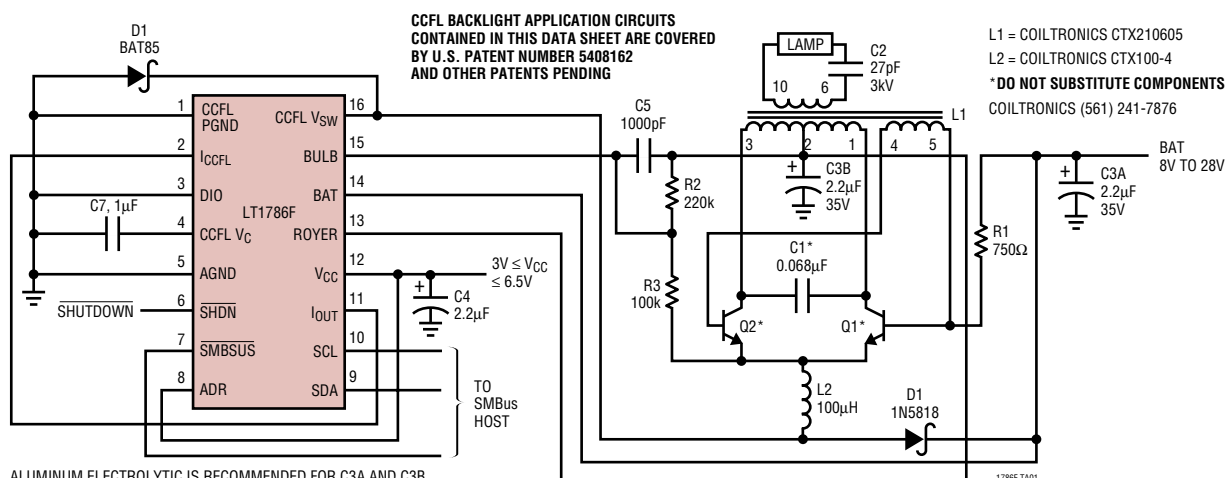 CCFL BACKLIGHT APPLICATION CIRCUITS
CONTAINED IN THIS DATA SHEET ARE COVERED
BY U.S. PATENT NUMBER 5408162
AND OTHER PATENTS PENDING
L1 = COILTRONICS CTX210605
L2 = COILTRONICS CTX100-4
*DO NOT SUBSTITUTE COMPONENTS
COILTRONICS (561) 241-7876
D1
BAT85
LAMP
C2
27pF
3kV
10
6
L1
3
2
1
4
5
C5
1000pF
R2
220k
R3
100k
C3B
+
2.2µF
35V
C1*
0.068µF
Q2*
Q1*
R1
750Ω
BAT
8V TO 28V
C3A
+
2.2µF
35V
L2
100µH
D1
1N5818
LT1786F
1 CCFL PGND
2 ICCFL
3 DIO
4 CCFL VC
5 AGND
6 SHDN
7 SMBSUS
8 ADR
16 CCFL VSW
15 BULB
14 BAT
13 ROYER
12 VCC
11 IOUT
10 SCL
9 SDA
C7, 1µF
SHUTDOWN
3V ≤ VCC
≤ 6.5V
+
C4
2.2µF
TO
SMBus
HOST
ALUMINUM ELECTROLYTIC IS RECOMMENDED FOR C3A AND C3B
1786F TA01